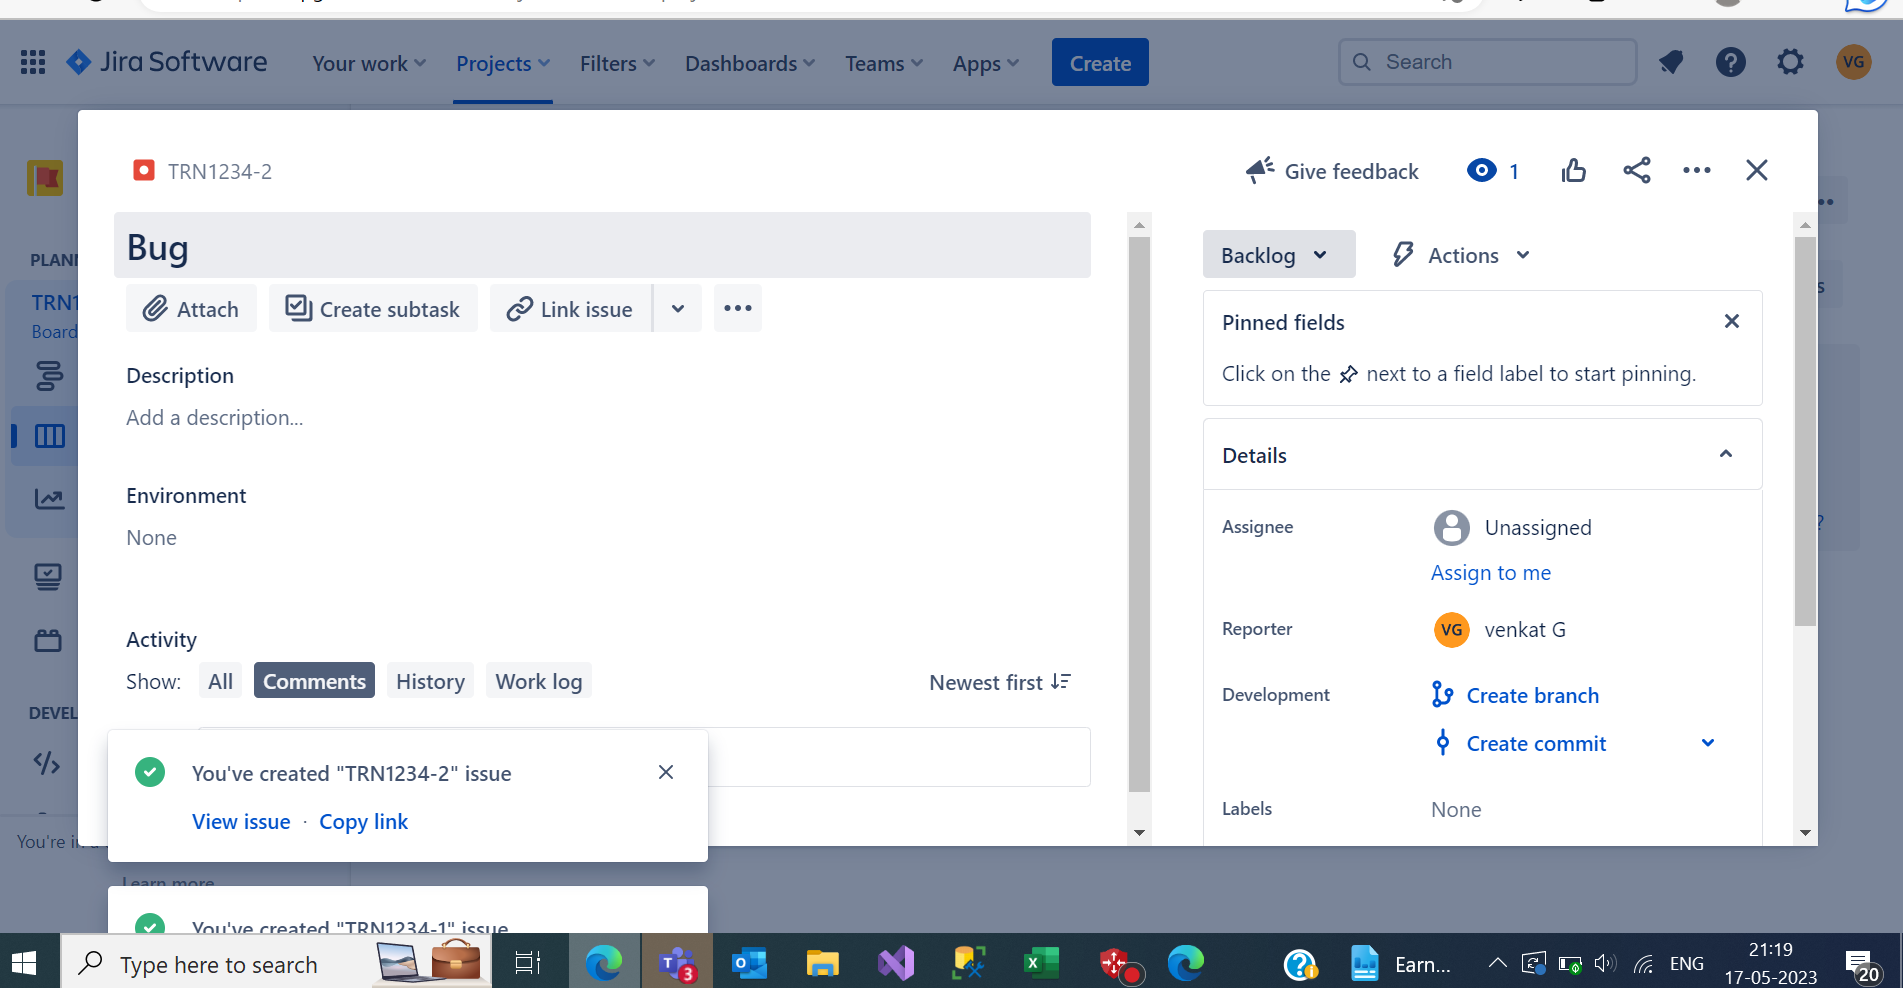 Jira Software
Your work
Projects
Filters
Dashboards
Teams
Apps
Create
Search
VG
TRN1234-2
Give feedback
1
Bug
Attach
Create subtask
Link issue
Description
Add a description...
Environment
None
Activity
Show:
All
Comments
History
Work log
Newest first
You've created "TRN1234-2" issue
View issue · Copy link
You've created "TRN1234-1" issue
Backlog
Actions
Pinned fields
Click on the next to a field label to start pinning.
Details
Assignee
Unassigned
Assign to me
Reporter
VG
venkat G
Development
Create branch
Create commit
Labels
None
PLANN
TRN1
Board
DEVEL
You're in a
Learn more
s
?
Type here to search
3
Earn...
ENG
21:19
17-05-2023
20